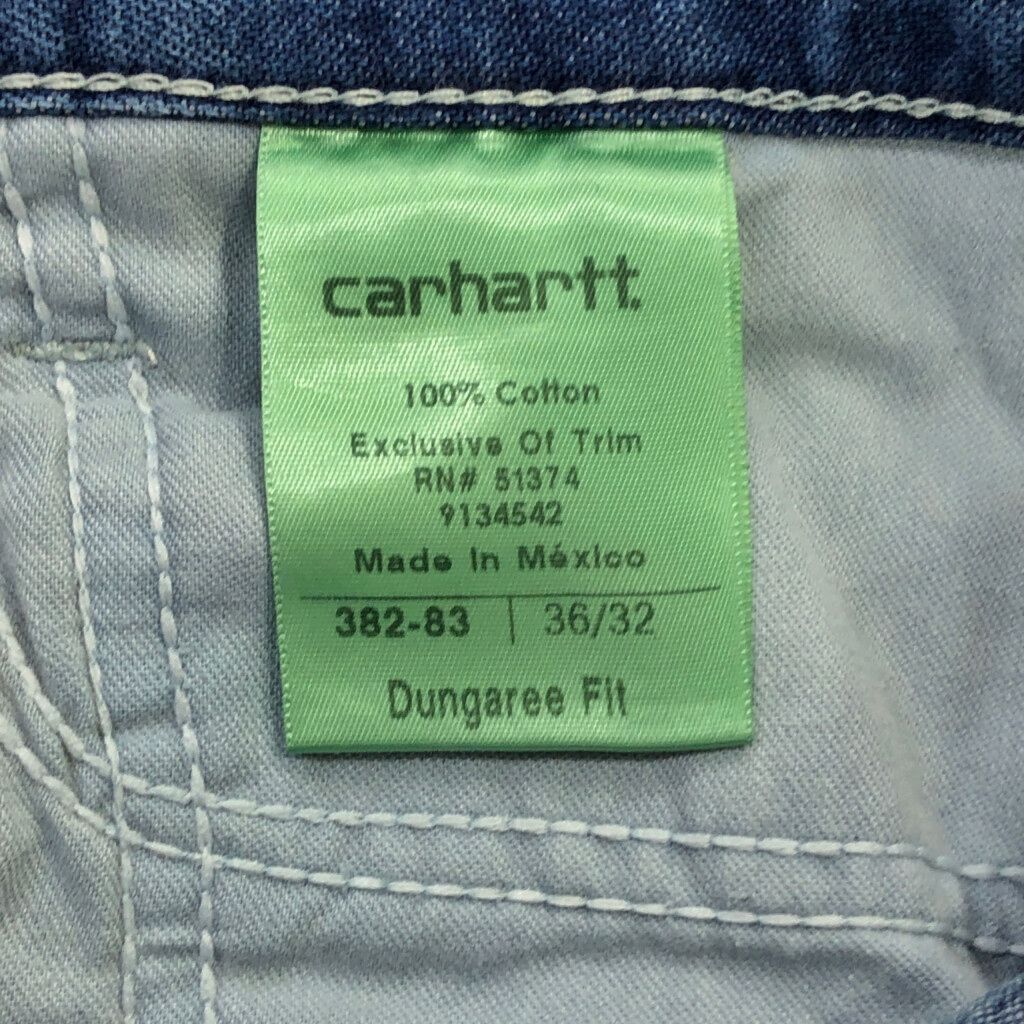 carhartt.
100% Cotton
Exclusive Of Trim
RN# 51374
9134542
Made In México
382-83 | 36/32
Dungaree Fit